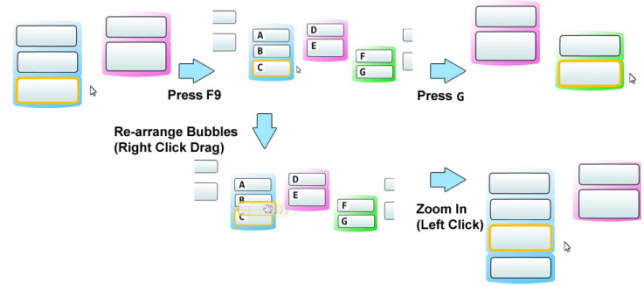 A
B
C
D
E
F
G
Press F9
Press G
Re-arrange Bubbles
(Right Click Drag)
A
B
C
D
E
F
G
Zoom In
(Left Click)